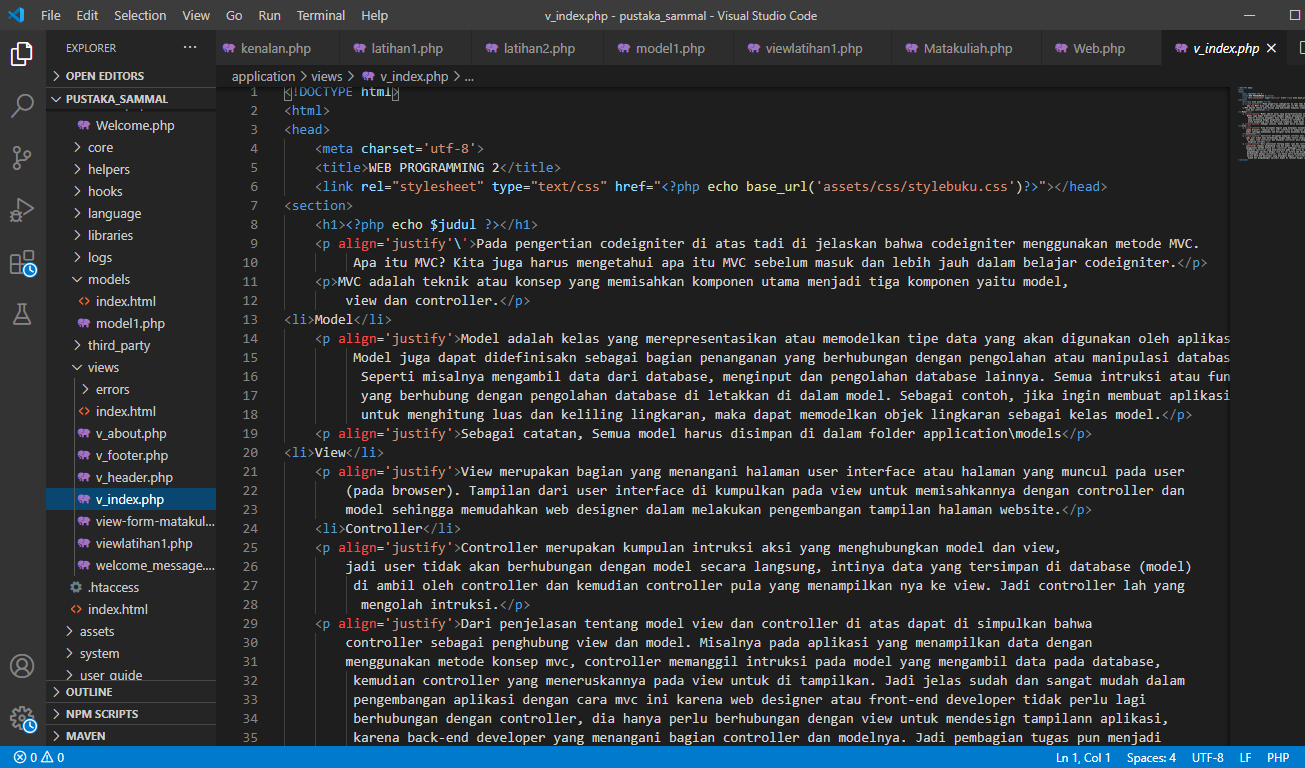 File Edit Selection View Go Run Terminal Help v_index.php - pustaka_sammal - Visual Studio Code
EXPLORER ...
OPEN EDITORS
PUSTAKA_SAMMAL
Welcome.php
core
helpers
hooks
language
libraries
logs
models
index.html
model1.php
third_party
views
errors
index.html
v_about.php
v_footer.php
v_header.php
v_index.php
view-form-matakul...
viewlatihan1.php
welcome_message....
.htaccess
index.html
assets
system
user_guide
OUTLINE
NPM SCRIPTS
MAVEN
kenalan.php latihan1.php latihan2.php model1.php viewlatihan1.php Matakuliah.php Web.php v_index.php
application > views > v_index.php > ...
1 <!DOCTYPE html>
2 <html>
3 <head>
4 <meta charset='utf-8'>
5 <title>WEB PROGRAMMING 2</title>
6 <link rel="stylesheet" type="text/css" href="<?php echo base_url('assets/css/stylebuku.css')?>"></head>
7 <section>
8 <h1><?php echo $judul ?></h1>
9 <p align='justify'\'>Pada pengertian codeigniter di atas tadi di jelaskan bahwa codeigniter menggunakan metode MVC.
10 Apa itu MVC? Kita juga harus mengetahui apa itu MVC sebelum masuk dan lebih jauh dalam belajar codeigniter.</p>
11 <p>MVC adalah teknik atau konsep yang memisahkan komponen utama menjadi tiga komponen yaitu model,
12 view dan controller.</p>
13 <li>Model</li>
14 <p align='justify'>Model adalah kelas yang merepresentasikan atau memodelkan tipe data yang akan digunakan oleh aplikas
15 Model juga dapat didefinisakn sebagai bagian penanganan yang berhubungan dengan pengolahan atau manipulasi databas
16 Seperti misalnya mengambil data dari database, menginput dan pengolahan database lainnya. Semua intruksi atau fun
17 yang berhubung dengan pengolahan database di letakkan di dalam model. Sebagai contoh, jika ingin membuat aplikasi
18 untuk menghitung luas dan keliling lingkaran, maka dapat memodelkan objek lingkaran sebagai kelas model.</p>
19 <p align='justify'>Sebagai catatan, Semua model harus disimpan di dalam folder application\models</p>
20 <li>View</li>
21 <p align='justify'>View merupakan bagian yang menangani halaman user interface atau halaman yang muncul pada user
22 (pada browser). Tampilan dari user interface di kumpulkan pada view untuk memisahkannya dengan controller dan
23 model sehingga memudahkan web designer dalam melakukan pengembangan tampilan halaman website.</p>
24 <li>Controller</li>
25 <p align='justify'>Controller merupakan kumpulan intruksi aksi yang menghubungkan model dan view,
26 jadi user tidak akan berhubungan dengan model secara langsung, intinya data yang tersimpan di database (model)
27 di ambil oleh controller dan kemudian controller pula yang menampilkan nya ke view. Jadi controller lah yang
28 mengolah intruksi.</p>
29 <p align='justify'>Dari penjelasan tentang model view dan controller di atas dapat di simpulkan bahwa
30 controller sebagai penghubung view dan model. Misalnya pada aplikasi yang menampilkan data dengan
31 menggunakan metode konsep mvc, controller memanggil intruksi pada model yang mengambil data pada database,
32 kemudian controller yang meneruskannya pada view untuk di tampilkan. Jadi jelas sudah dan sangat mudah dalam
33 pengembangan aplikasi dengan cara mvc ini karena web designer atau front-end developer tidak perlu lagi
34 berhubungan dengan controller, dia hanya perlu berhubungan dengan view untuk mendesign tampilann aplikasi,
35 karena back-end developer yang menangani bagian controller dan modelnya. Jadi pembagian tugas pun menjadi
0 0 Ln 1, Col 1 Spaces: 4 UTF-8 LF PHP